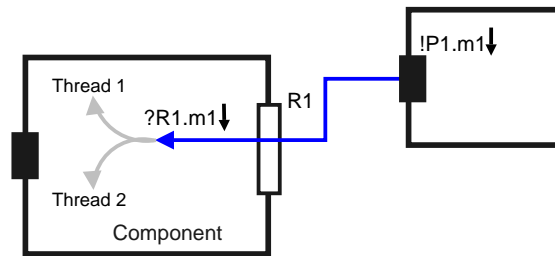 !P1.m1
Thread 1
?R1.m1
R1
Thread 2
Component